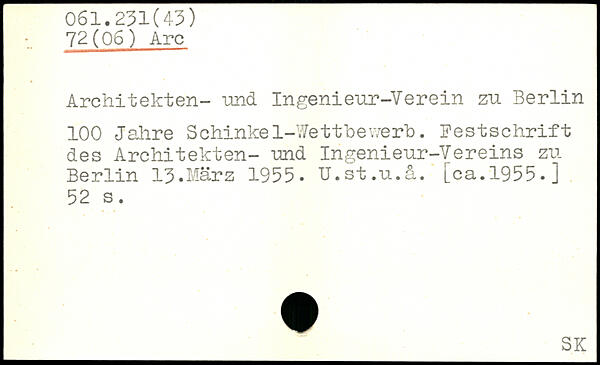 061.231(43)
72(06) Arc
Architekten- und Ingenieur-Verein zu Berlin
100 Jahre Schinkel-Wettbewerb. Festschrift
des Architekten- und Ingenieur-Vereins zu
Berlin 13.März 1955. U.st.u.å. [ca.1955.]
52 s.
SK